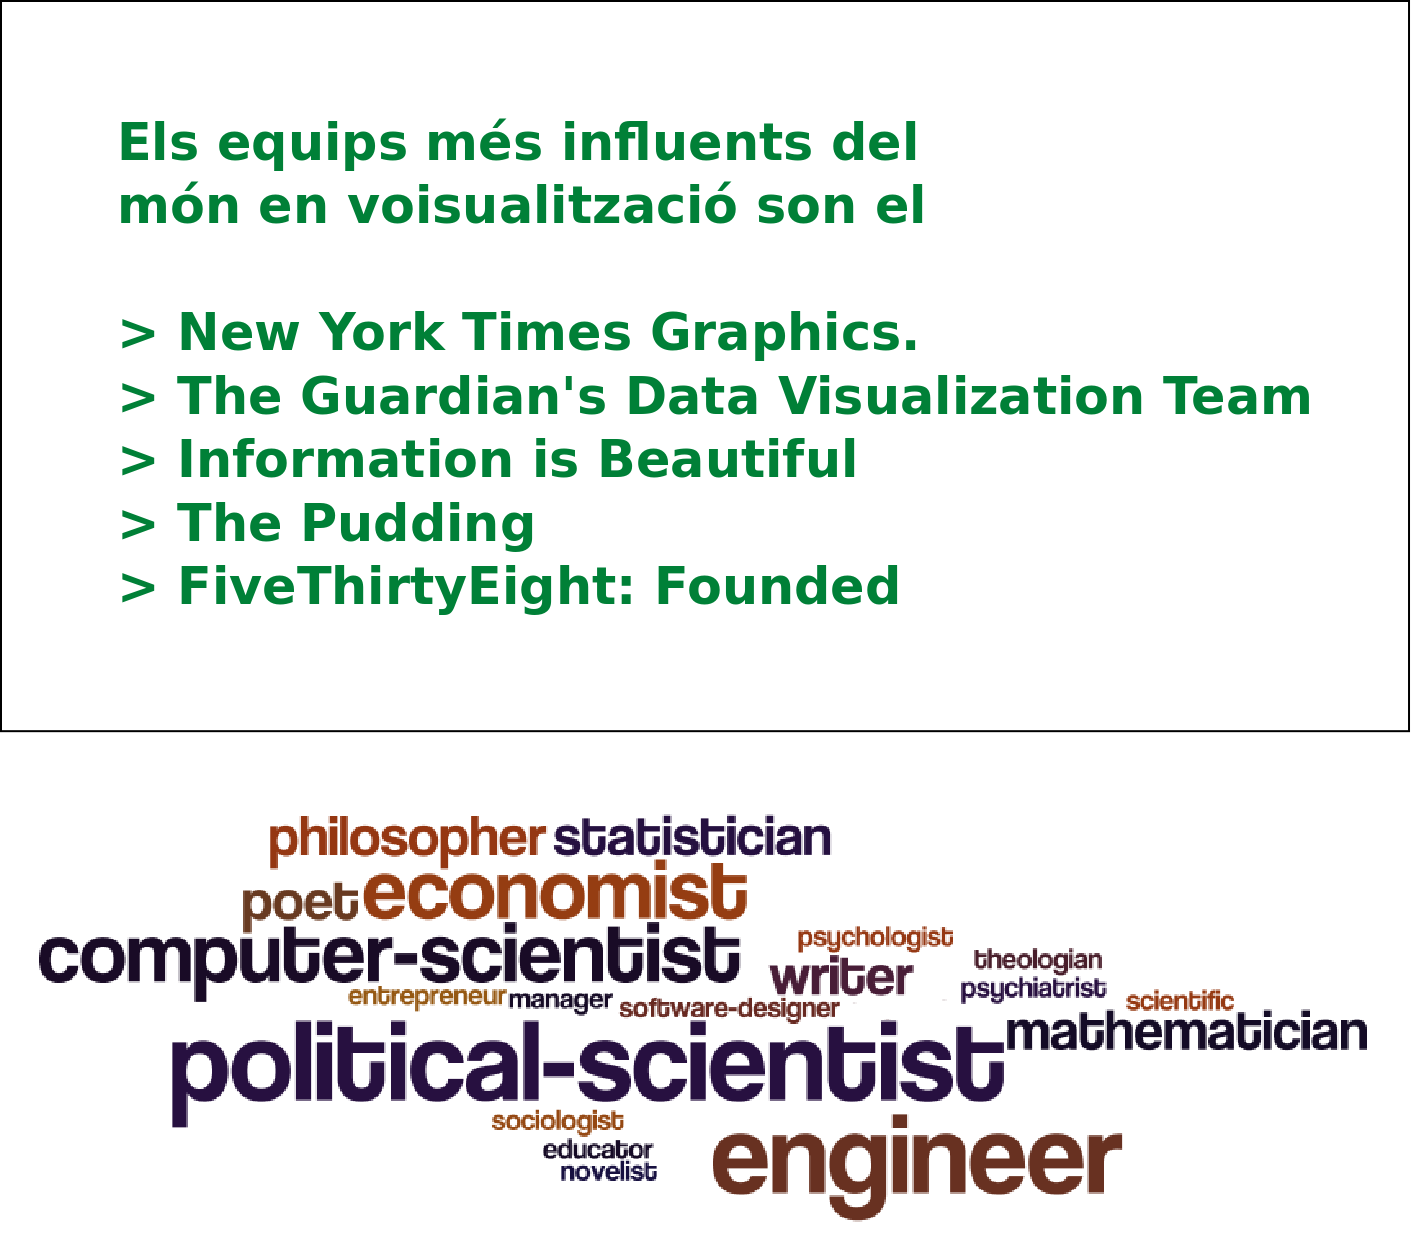 Els equips més influents del
món en voisualització son el
> New York Times Graphics.
> The Guardian's Data Visualization Team
> Information is Beautiful
> The Pudding
> FiveThirtyEight: Founded
philosopher statistician
poet economist
computer-scientist psychologist
writer theologian
entrepreneur manager software-designer psychiatrist scientific
political-scientist mathematician
sociologist
educator engineer
novelist